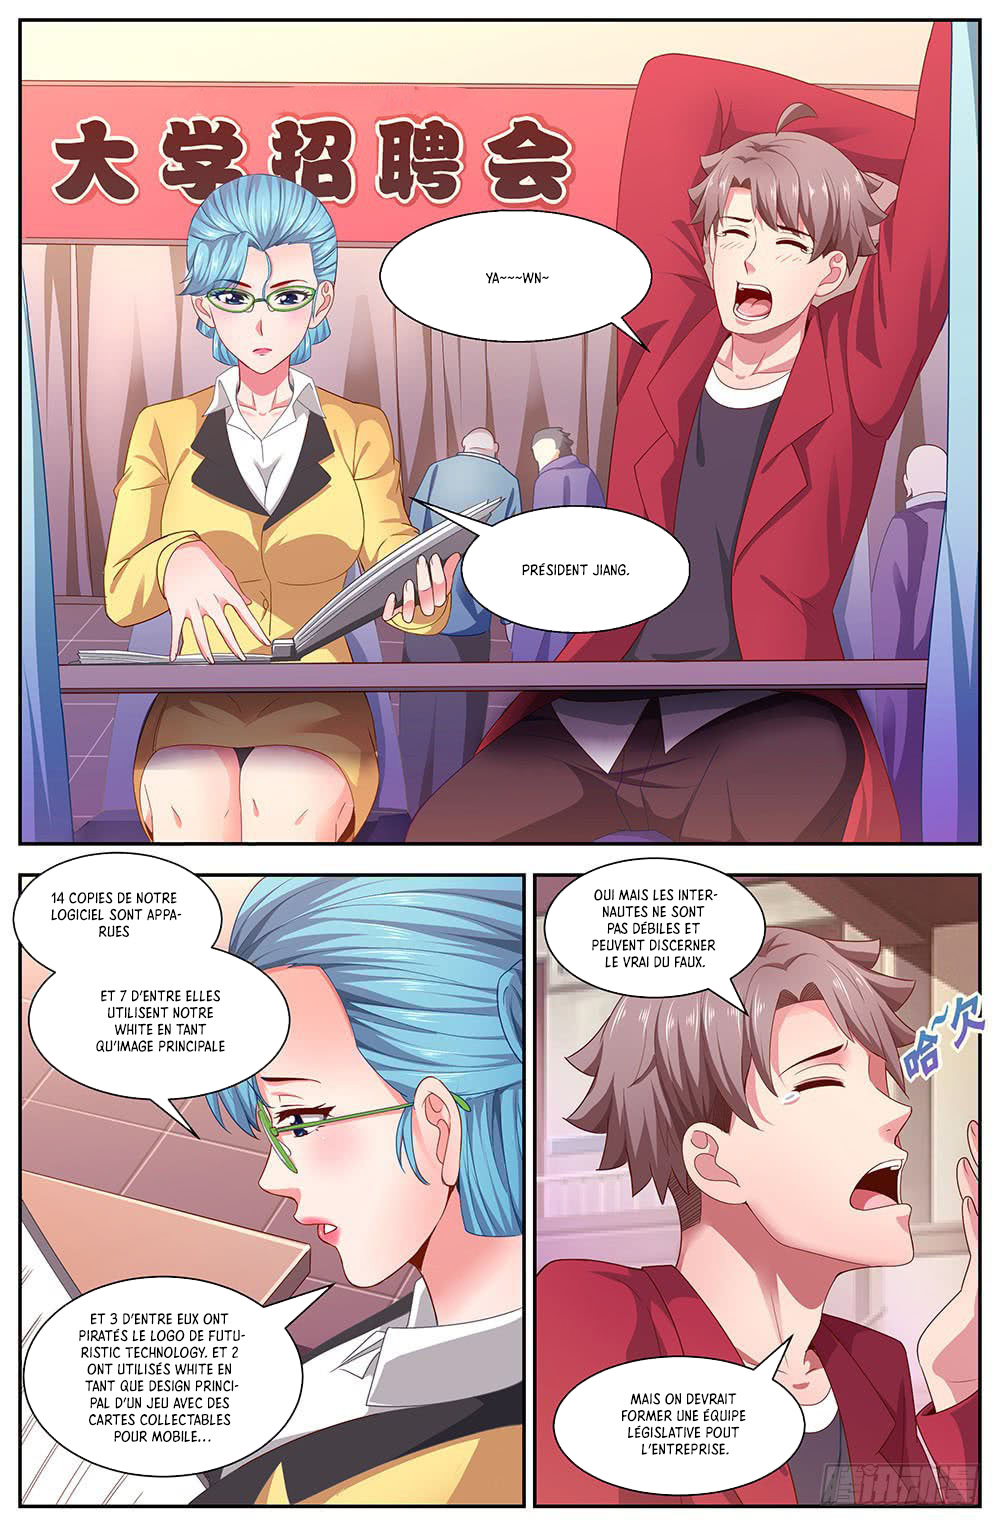 大学招聘会
YA~~~WN~
PRÉSIDENT JIANG.
14 COPIES DE NOTRE
LOGICIEL SONT APPA-
RUES
ET 7 D'ENTRE ELLES
UTILISENT NOTRE
WHITE EN TANT
QU'IMAGE PRINCIPALE
ET 3 D'ENTRE EUX ONT
PIRATÉS LE LOGO DE FUTU-
RISTIC TECHNOLOGY. ET 2
ONT UTILISÉS WHITE EN
TANT QUE DESIGN PRINCI-
PAL D'UN JEU AVEC DES
CARTES COLLECTABLES
POUR MOBILE...
OUI MAIS LES INTER-
NAUTES NE SONT
PAS DÉBILES ET
PEUVENT DISCERNER
LE VRAI DU FAUX.
哈~欠
MAIS ON DEVRAIT
FORMER UNE ÉQUIPE
LÉGISLATIVE POUT
L'ENTREPRISE.
腾讯动漫